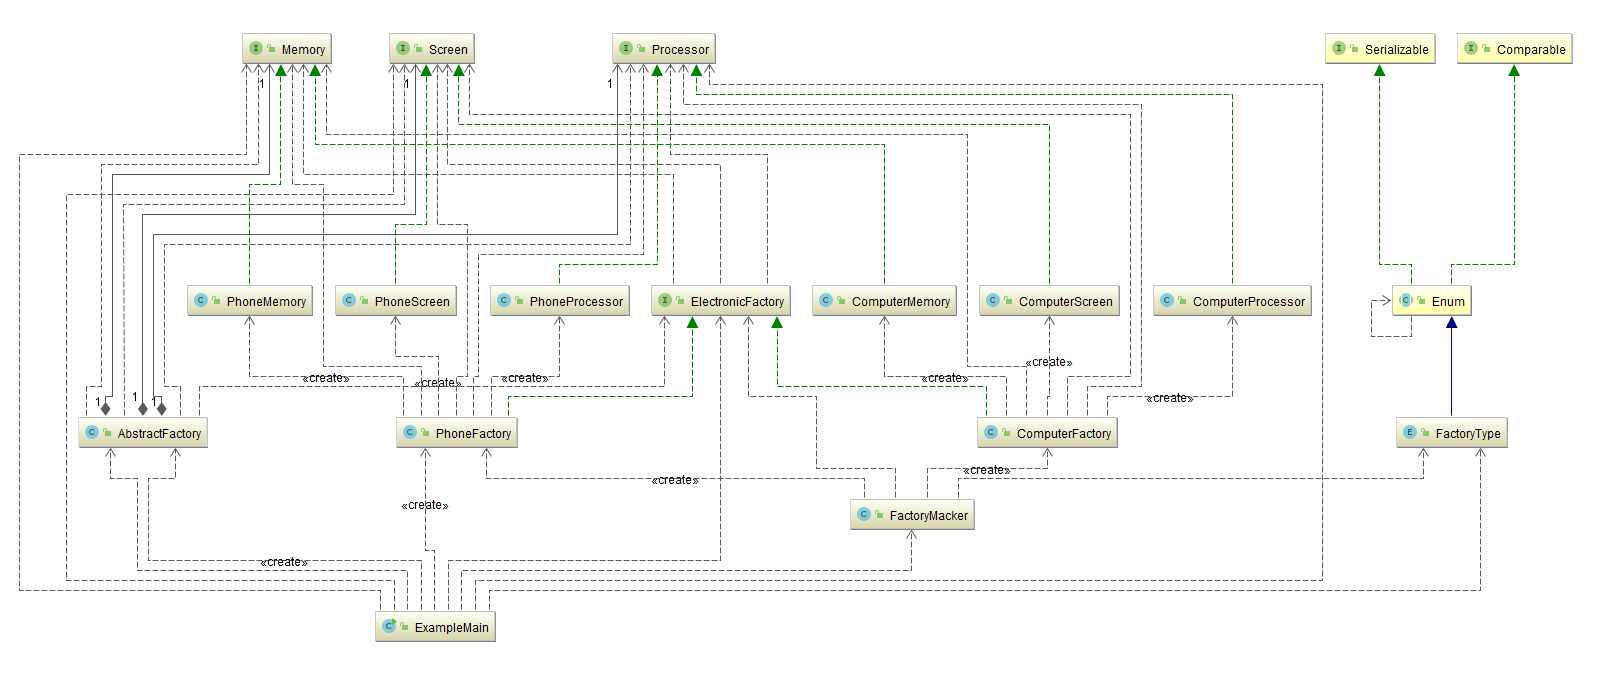 Memory
Screen
Processor
Serializable
Comparable
1
1
1
PhoneMemory
PhoneScreen
PhoneProcessor
ElectronicFactory
ComputerMemory
ComputerScreen
ComputerProcessor
Enum
«create»
«create»
«create»
«create»
«create»
«create»
1
1
1
AbstractFactory
PhoneFactory
ComputerFactory
FactoryType
«create»
«create»
«create»
FactoryMacker
«create»
ExampleMain